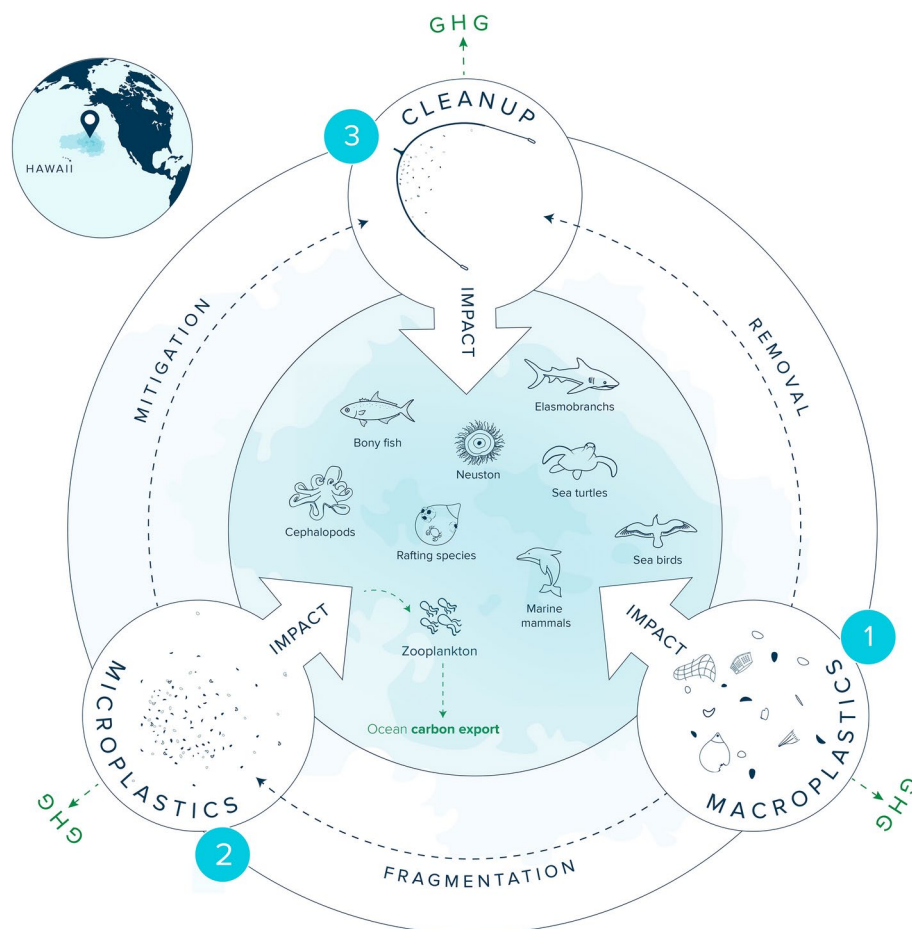 GHG
CLEANUP
3
HAWAII
IMPACT
MITIGATION
REMOVAL
Elasmobranchs
Bony fish
Neuston
Sea turtles
Cephalopods
Rafting species
Sea birds
Marine
mammals
Zooplankton
Ocean carbon export
IMPACT
IMPACT
1
MICROPLASTICS
MACROPLASTICS
GHG
GHG
2
FRAGMENTATION